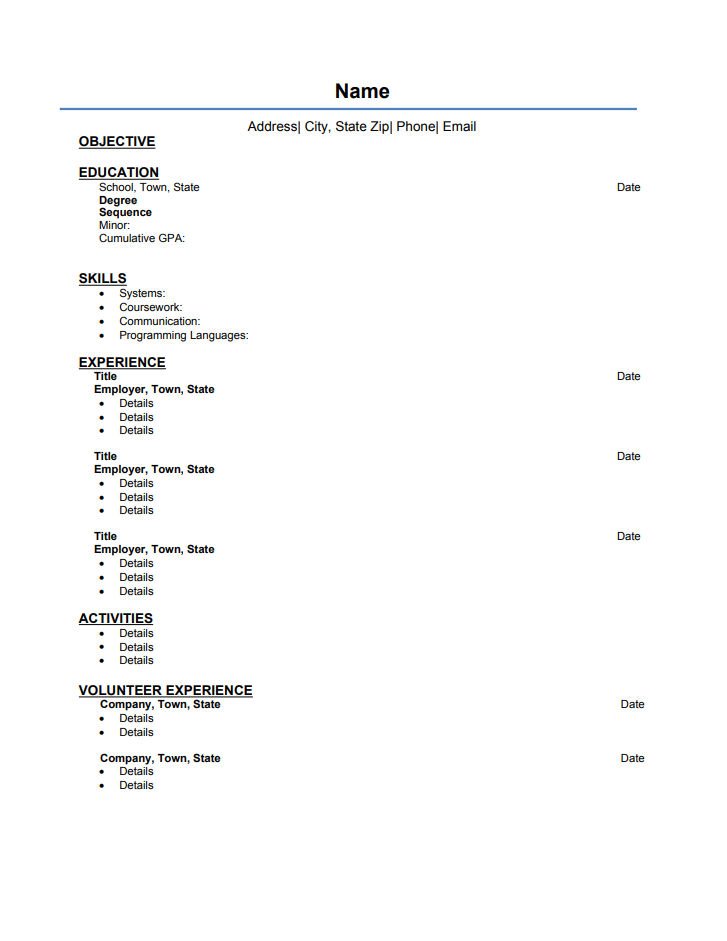 Name
Address| City, State Zip| Phone| Email
OBJECTIVE
EDUCATION
School, Town, State Date
Degree
Sequence
Minor:
Cumulative GPA:
SKILLS
• Systems:
• Coursework:
• Communication:
• Programming Languages:
EXPERIENCE
Title Date
Employer, Town, State
• Details
• Details
• Details
Title Date
Employer, Town, State
• Details
• Details
• Details
Title Date
Employer, Town, State
• Details
• Details
• Details
ACTIVITIES
• Details
• Details
• Details
VOLUNTEER EXPERIENCE
Company, Town, State Date
• Details
• Details
Company, Town, State Date
• Details
• Details